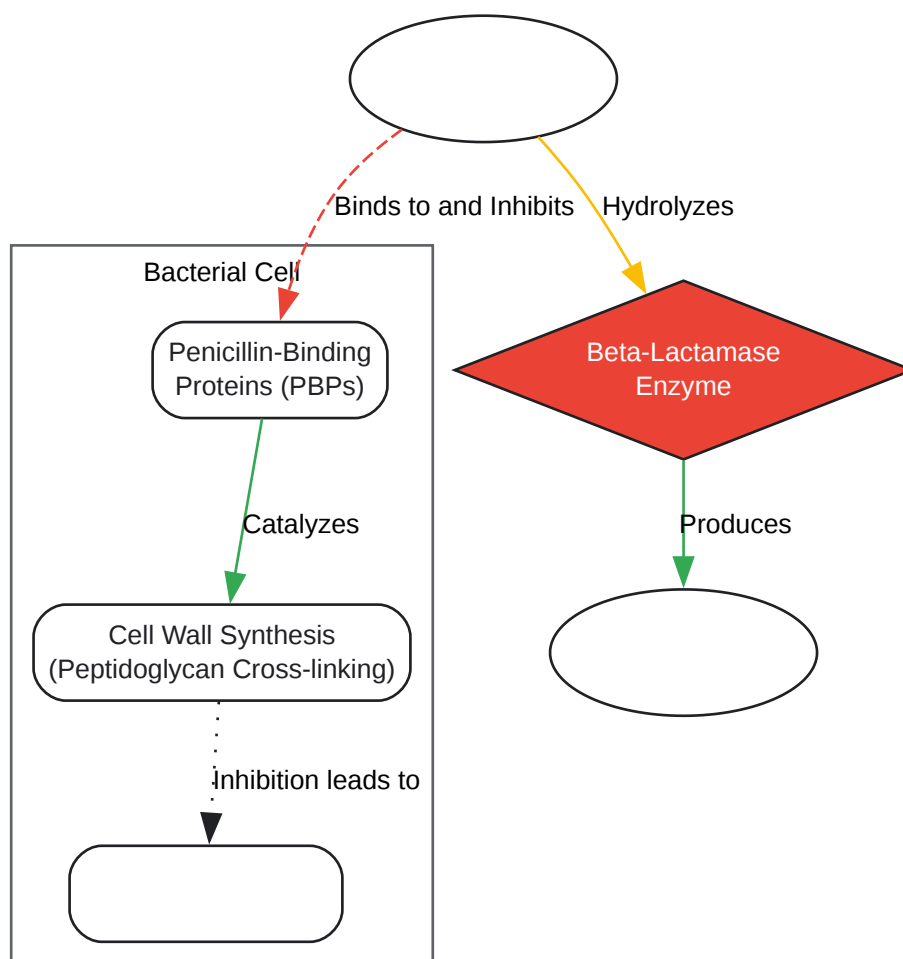 Binds to and Inhibits
Hydrolyzes
Bacterial Cell
Penicillin-Binding
Proteins (PBPs)
Beta-Lactamase
Enzyme
Catalyzes
Produces
Cell Wall Synthesis
(Peptidoglycan Cross-linking)
Inhibition leads to